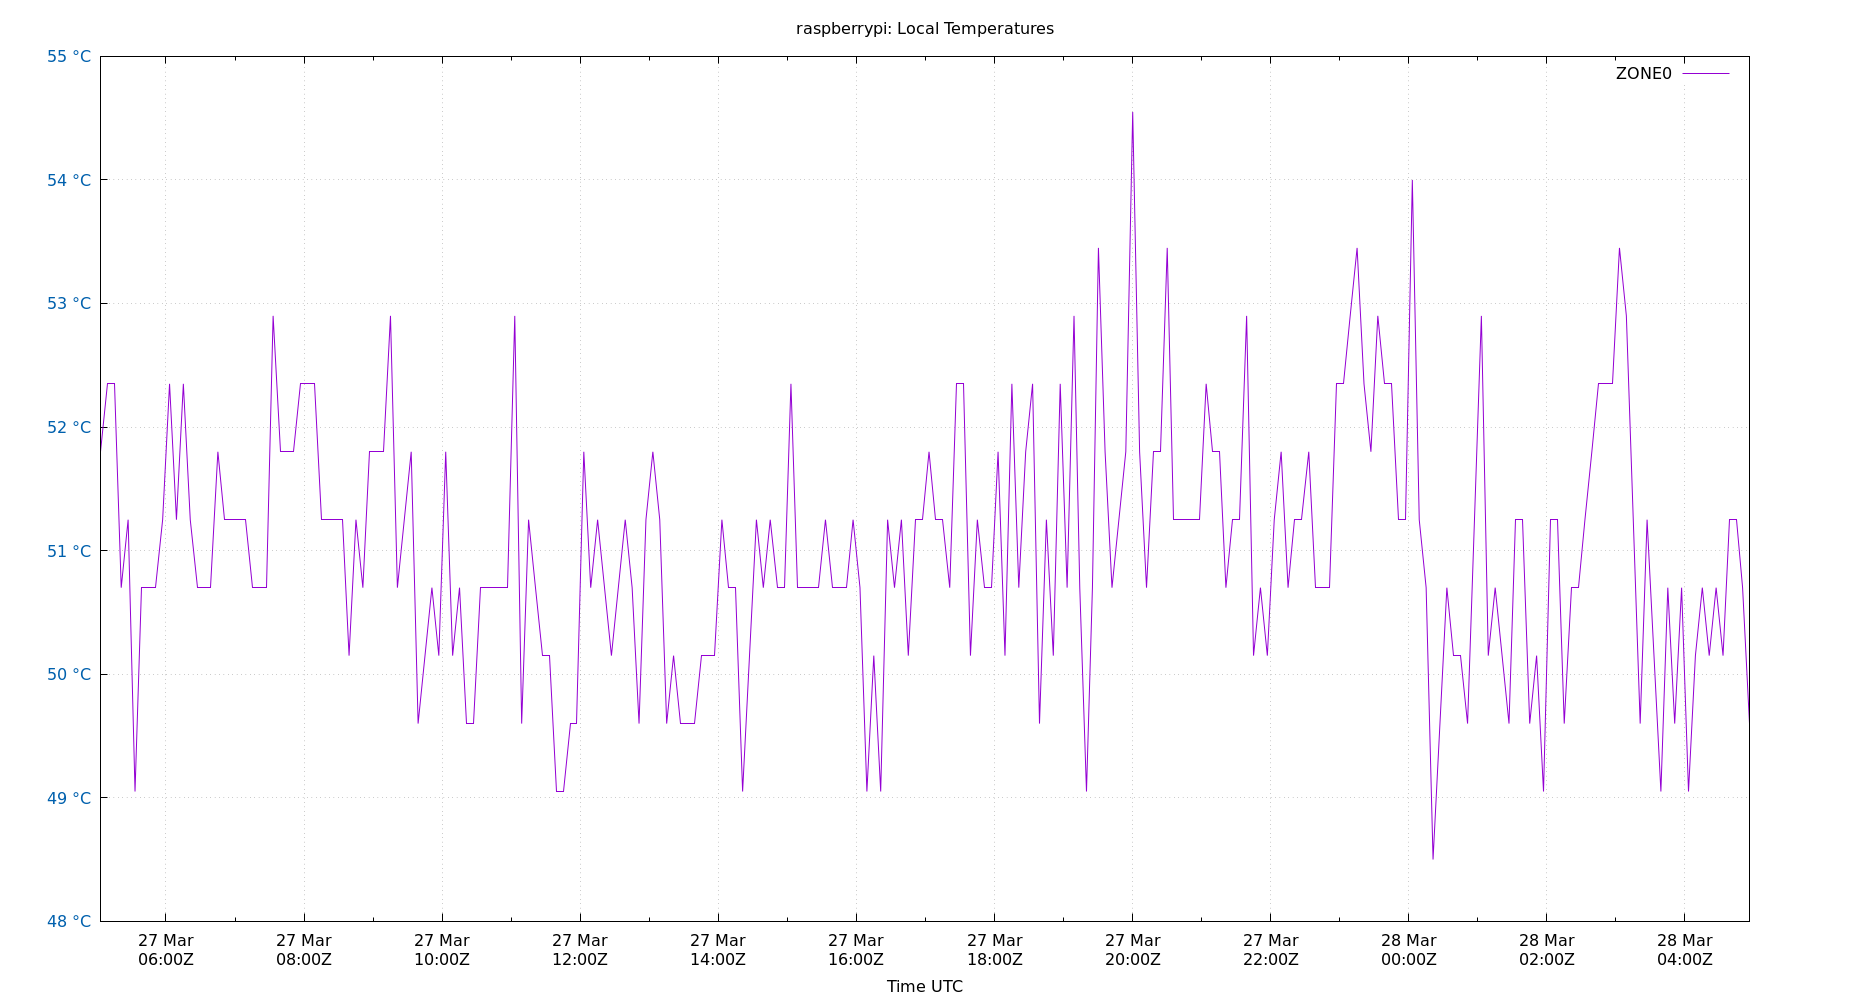 raspberrypi: Local Temperatures
55 °C
ZONE0
54 °C
53 °C
52 °C
51 °C
50 °C
49 °C
48 °C
27 Mar 27 Mar 27 Mar 27 Mar 27 Mar 27 Mar 27 Mar 27 Mar 27 Mar 28 Mar 28 Mar 28 Mar
06:00Z 08:00Z 10:00Z 12:00Z 14:00Z 16:00Z 18:00Z 20:00Z 22:00Z 00:00Z 02:00Z 04:00Z
Time UTC